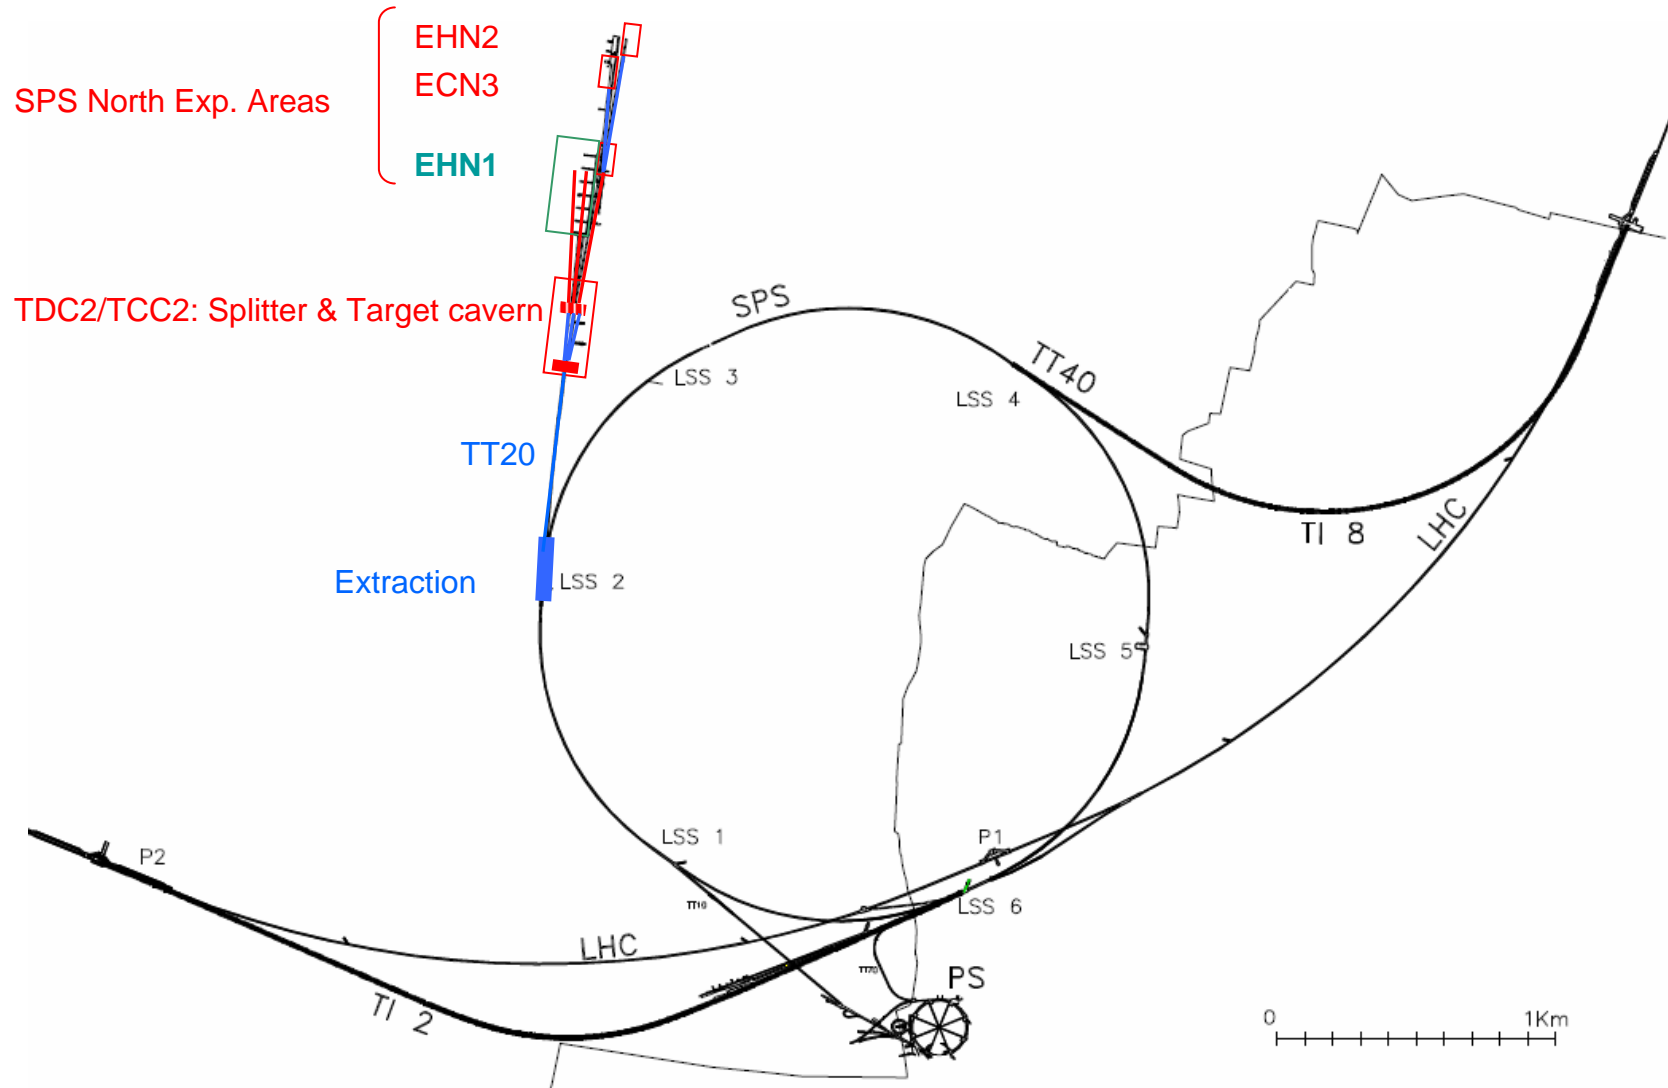 EHN2
ECN3
SPS North Exp. Areas
EHN1
TDC2/TCC2: Splitter & Target cavern
SPS
TT40
LSS 3
LSS 4
TT20
LHC
TI 8
Extraction
LSS 2
LSS 5
LSS 1
P1
P2
TT10
LSS 6
LHC
TT70
PS
TI 2
0 1Km